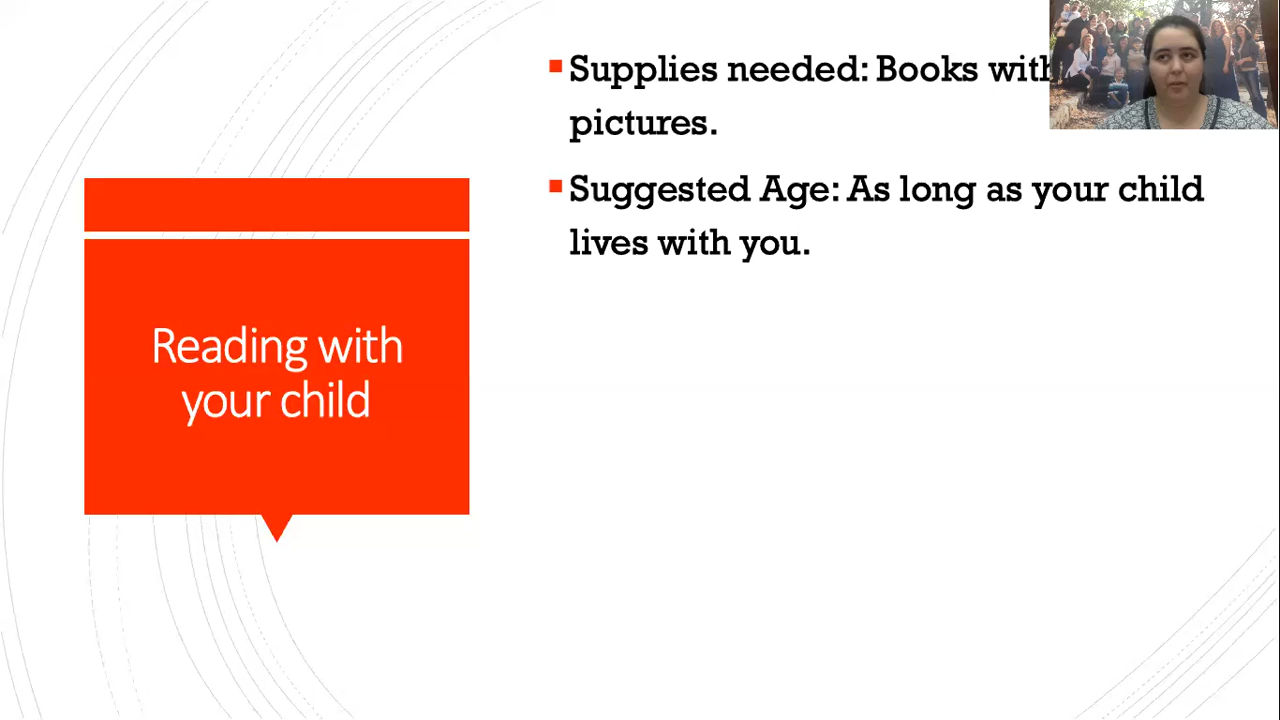 Supplies needed: Books with
pictures.
Suggested Age: As long as your child
lives with you.
Reading with
your child